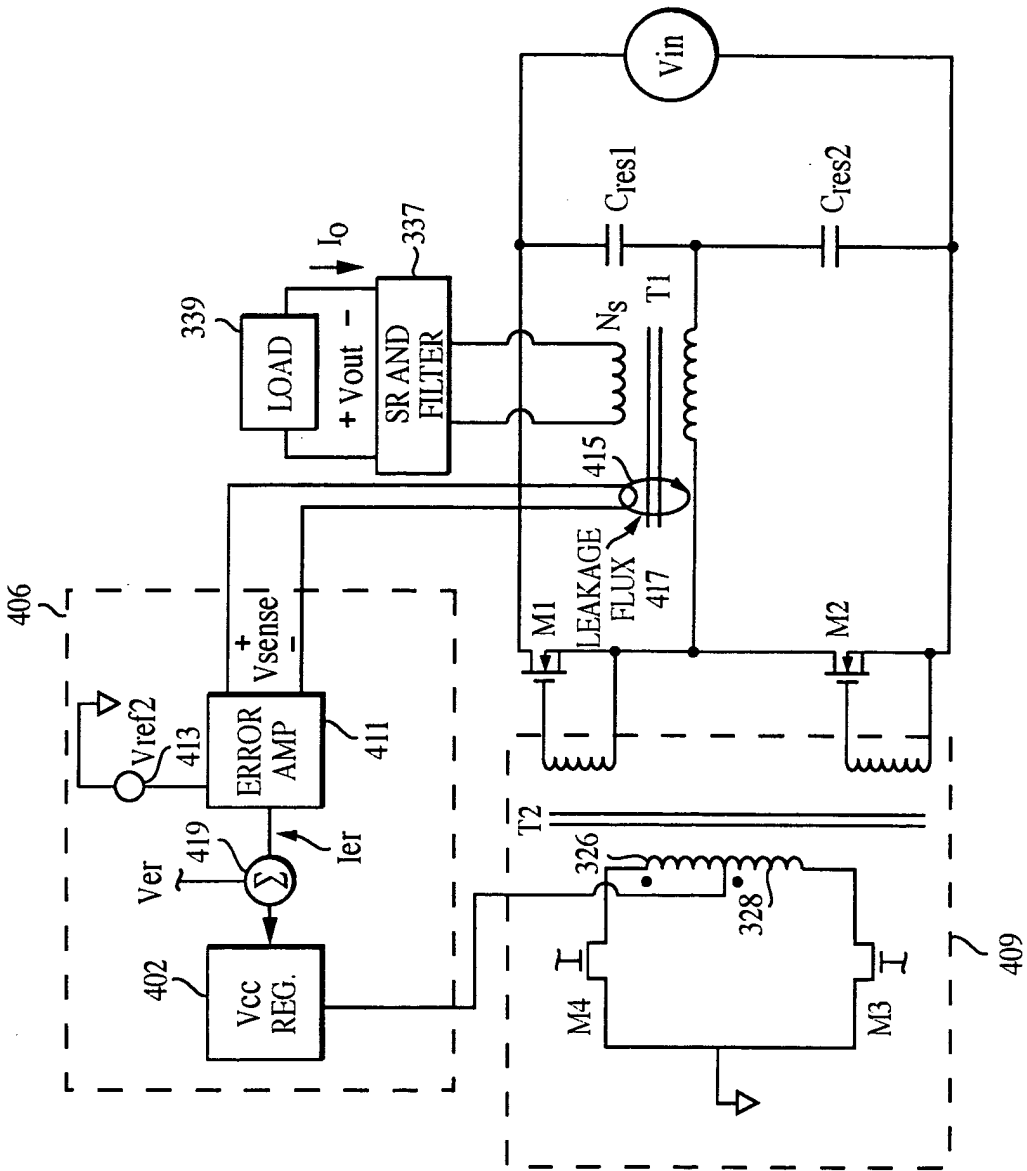 406
Ver
419
Vref2
413
402
Vcc
REG.
Σ
ERROR
AMP
Ier
411
+
Vsense
−
339
LOAD
Io
+ Vout −
SR AND
FILTER
337
Ns
T1
415
LEAKAGE
FLUX
417
Cres1
Cres2
Vin
M1
M2
T2
326
328
M4
M3
409